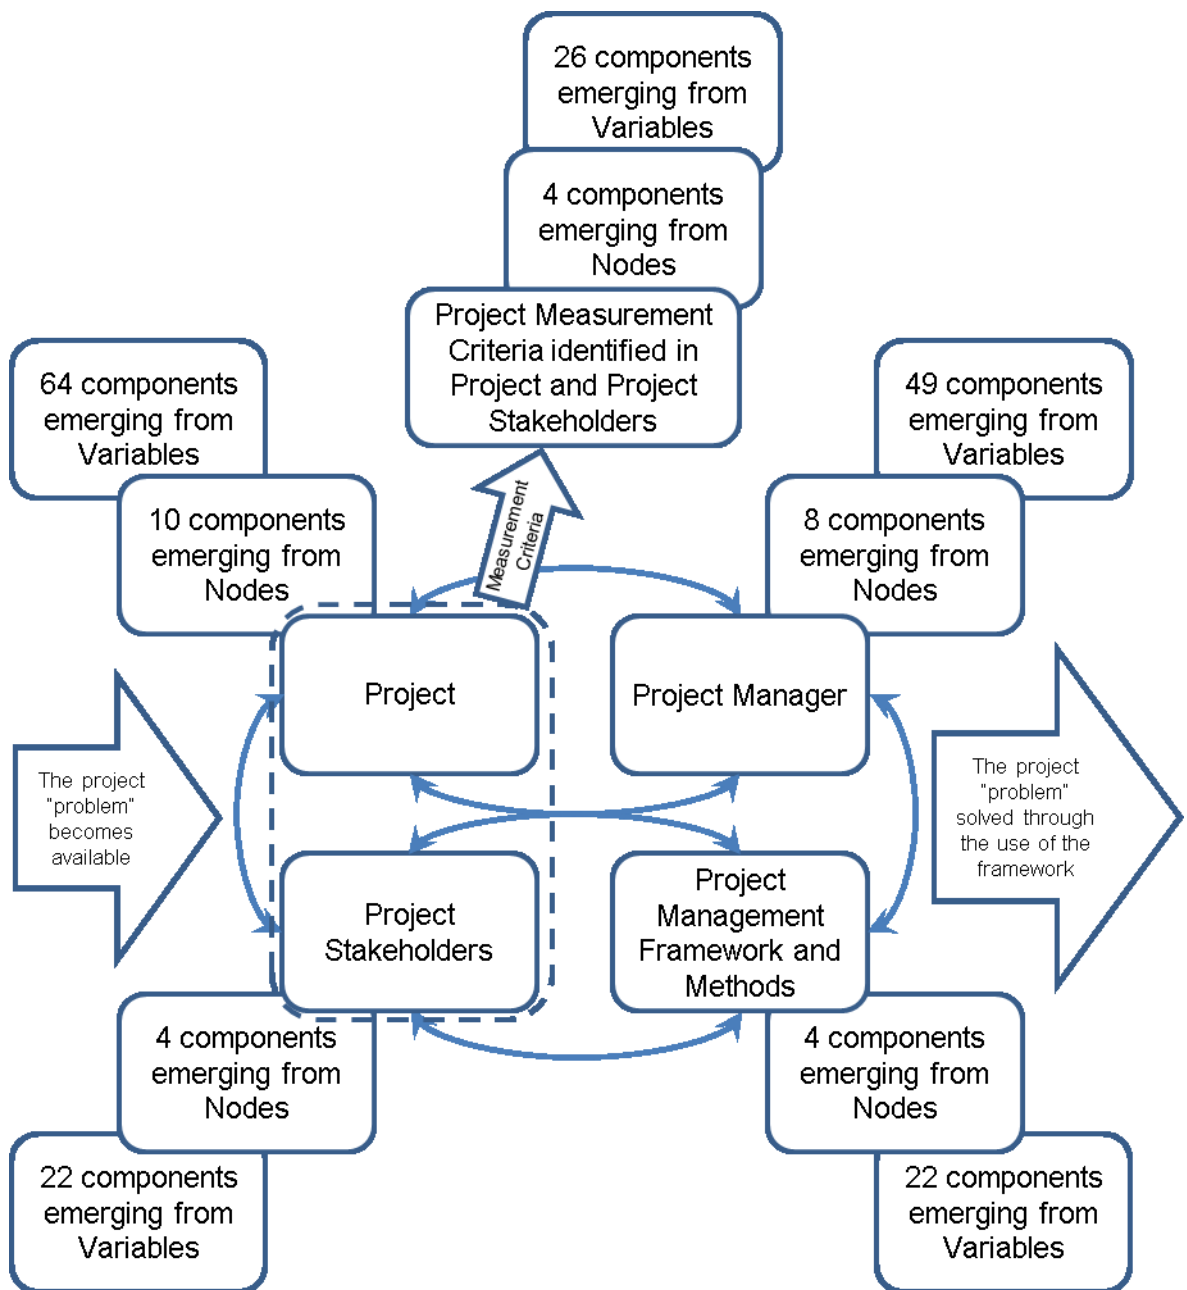 26 components
emerging from
Variables
4 components
emerging from
Nodes
Project Measurement
Criteria identified in
Project and Project
Stakeholders
64 components
emerging from
Variables
49 components
emerging from
Variables
10 components
emerging from
Nodes
Measurement
Criteria
8 components
emerging from
Nodes
Project
Project Manager
The project
"problem"
becomes
available
The project
"problem"
solved through
the use of the
framework
Project
Stakeholders
Project
Management
Framework and
Methods
4 components
emerging from
Nodes
4 components
emerging from
Nodes
22 components
emerging from
Variables
22 components
emerging from
Variables